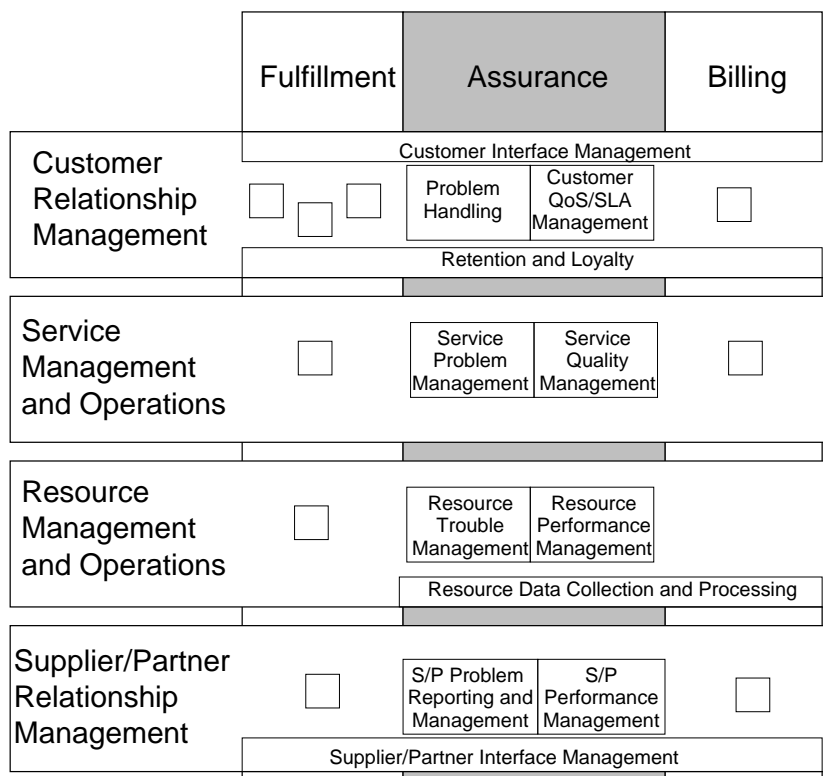 Fulfillment
Assurance
Billing
Customer Interface Management
Customer
Relationship
Management
Problem
Handling
Customer
QoS/SLA
Management
Retention and Loyalty
Service
Management
and Operations
Service
Problem
Management
Service
Quality
Management
Resource
Management
and Operations
Resource
Trouble
Management
Resource
Performance
Management
Resource Data Collection and Processing
Supplier/Partner
Relationship
Management
S/P Problem
Reporting and
Management
S/P
Performance
Management
Supplier/Partner Interface Management